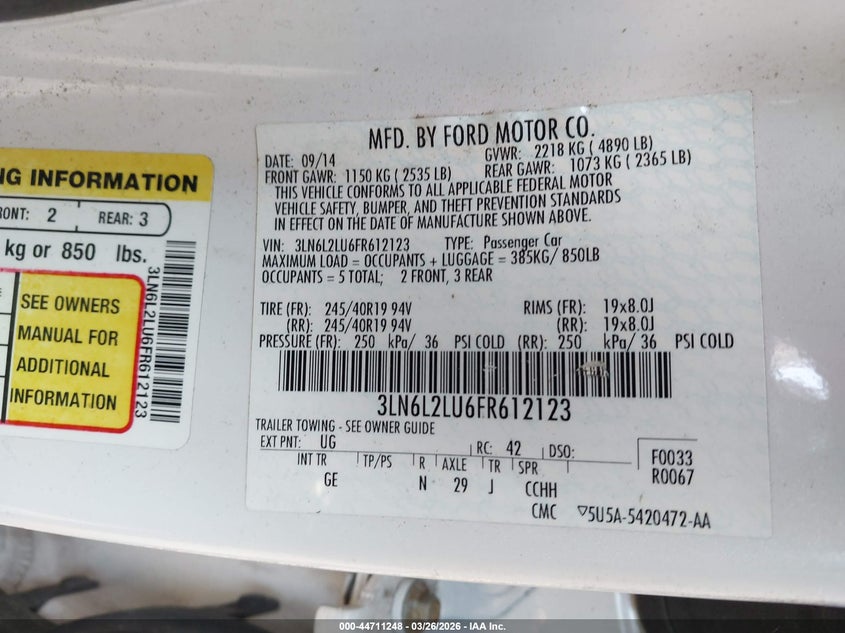 NG INFORMATION
RONT: 2 REAR: 3
kg or 850 lbs.
SEE OWNERS
MANUAL FOR
ADDITIONAL
INFORMATION
3LN6L2LU6FR612123
MFD. BY FORD MOTOR CO.
DATE: 09/14 GVWR: 2218 KG ( 4890 LB)
FRONT GAWR: 1150 KG ( 2535 LB) REAR GAWR: 1073 KG ( 2365 LB)
THIS VEHICLE CONFORMS TO ALL APPLICABLE FEDERAL MOTOR
VEHICLE SAFETY, BUMPER, AND THEFT PREVENTION STANDARDS
IN EFFECT ON THE DATE OF MANUFACTURE SHOWN ABOVE.
VIN: 3LN6L2LU6FR612123 TYPE: Passenger Car
MAXIMUM LOAD = OCCUPANTS + LUGGAGE = 385KG/ 850LB
OCCUPANTS = 5 TOTAL; 2 FRONT, 3 REAR
TIRE (FR): 245/40R19 94V RIMS (FR): 19x8.0J
(RR): 245/40R19 94V (RR): 19x8.0J
PRESSURE (FR): 250 kPa/ 36 PSI COLD (RR): 250 kPa/ 36 PSI COLD
3LN6L2LU6FR612123
TRAILER TOWING - SEE OWNER GUIDE
EXT PNT: UG RC: 42 DSO:
INT TR TP/PS R AXLE TR SPR F0033
GE N 29 J CCHH R0067
CMC ▽5U5A-5420472-AA
000-44711248 - 03/26/2026 - IAA Inc.